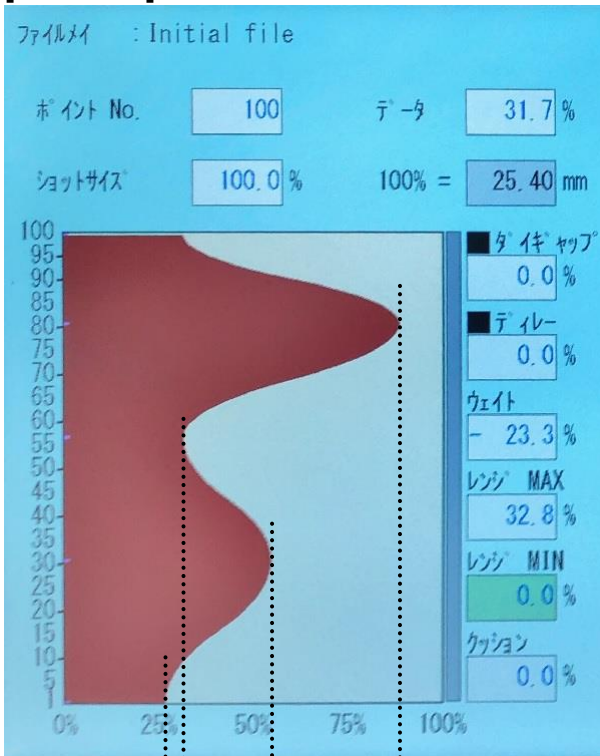 ﾌｧｲﾙﾒｲ :Initial file
ﾎﾟｲﾝﾄ No. 100 ﾃﾞｰﾀ 31.7 %
ｼｮｯﾄｻｲｽﾞ 100.0 % 100% = 25.40 mm
100
95
90
85
80
75
70
65
60
55
50
45
40
35
30
25
20
15
10
5
1
0% 25% 50% 75% 100%
ﾀﾞｲｷﾞｬｯﾌﾟ
0.0 %
ﾃﾞｨﾚｰ
0.0 %
ｳｪｲﾄ
- 23.3 %
ﾚﾝｼﾞ MAX
32.8 %
ﾚﾝｼﾞ MIN
0.0 %
ｸｯｼｮﾝ
0.0 %